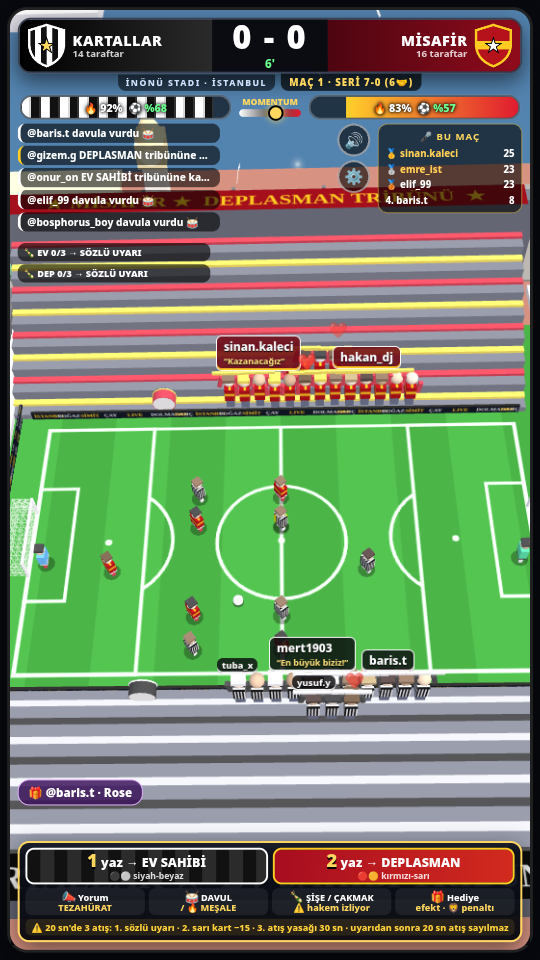 KARTALLAR
14 taraftar
0 - 0
6'
MİSAFİR
16 taraftar
İNÖNÜ STADI · İSTANBUL
MAÇ 1 · SERİ 7-0 (6🤝)
🔥 92% ⚽ %68
MOMENTUM
🔥 83% ⚽ %57
@baris.t davula vurdu 🥁
@gizem.g DEPLASMAN tribününe ...
@onur_on EV SAHİBİ tribününe ka...
@elif_99 davula vurdu 🥁
@bosphorus_boy davula vurdu 🥁
🎤 BU MAÇ
🥇 sinan.kaleci 25
🥈 emre_ist 23
🥉 elif_99 23
4. baris.t 8
★ DEPLASMAN TRİBÜNÜ ★
🍾 EV 0/3 → SÖZLÜ UYARI
🍾 DEP 0/3 → SÖZLÜ UYARI
sinan.kaleci
"Kazanacağız"
hakan_dj
mert1903
"En büyük biziz!"
tuba_x
baris.t
yusuf.y
🎁 @baris.t · Rose
1 yaz → EV SAHİBİ
⚫⚪ siyah-beyaz
2 yaz → DEPLASMAN
🔴🟡 kırmızı-sarı
📣 Yorum
TEZAHÜRAT
🥁 DAVUL
/ 🔥 MEŞALE
🍾 ŞİŞE / ÇAKMAK
⚠️ hakem izliyor
🎁 Hediye
efekt · 🦁 penaltı
⚠️ 20 sn'de 3 atış: 1. sözlü uyarı · 2. sarı kart −15 · 3. atış yasağı 30 sn · uyarıdan sonra 20 sn atış sayılmaz